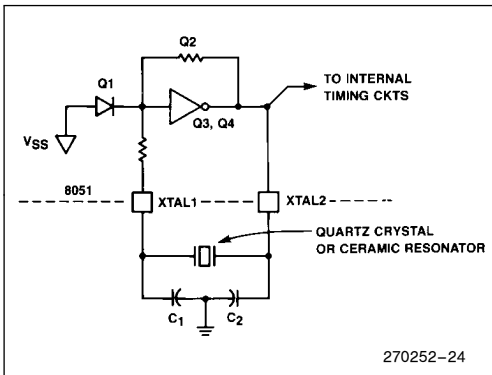 Q2
Q1
TO INTERNAL
TIMING CKTS
Q3, Q4
VSS
8051
XTAL1
XTAL2
QUARTZ CRYSTAL
OR CERAMIC RESONATOR
C1
C2
270252–24